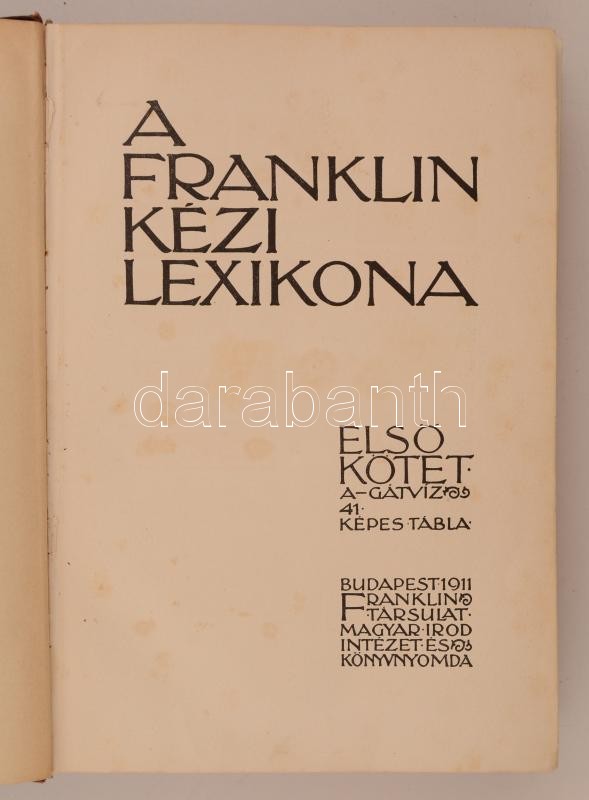 A
FRANKLIN
KÉZI
LEXIKONA
darabanth
ELSŐ
KÖTET·
A–GÁTVÍZ
41·
KÉPES·TÁBLA·
BUDAPEST·1911
FRANKLIN
TÁRSULAT·
MAGYAR·IROD
INTÉZET·ÉS
KÖNYVNYOMDA